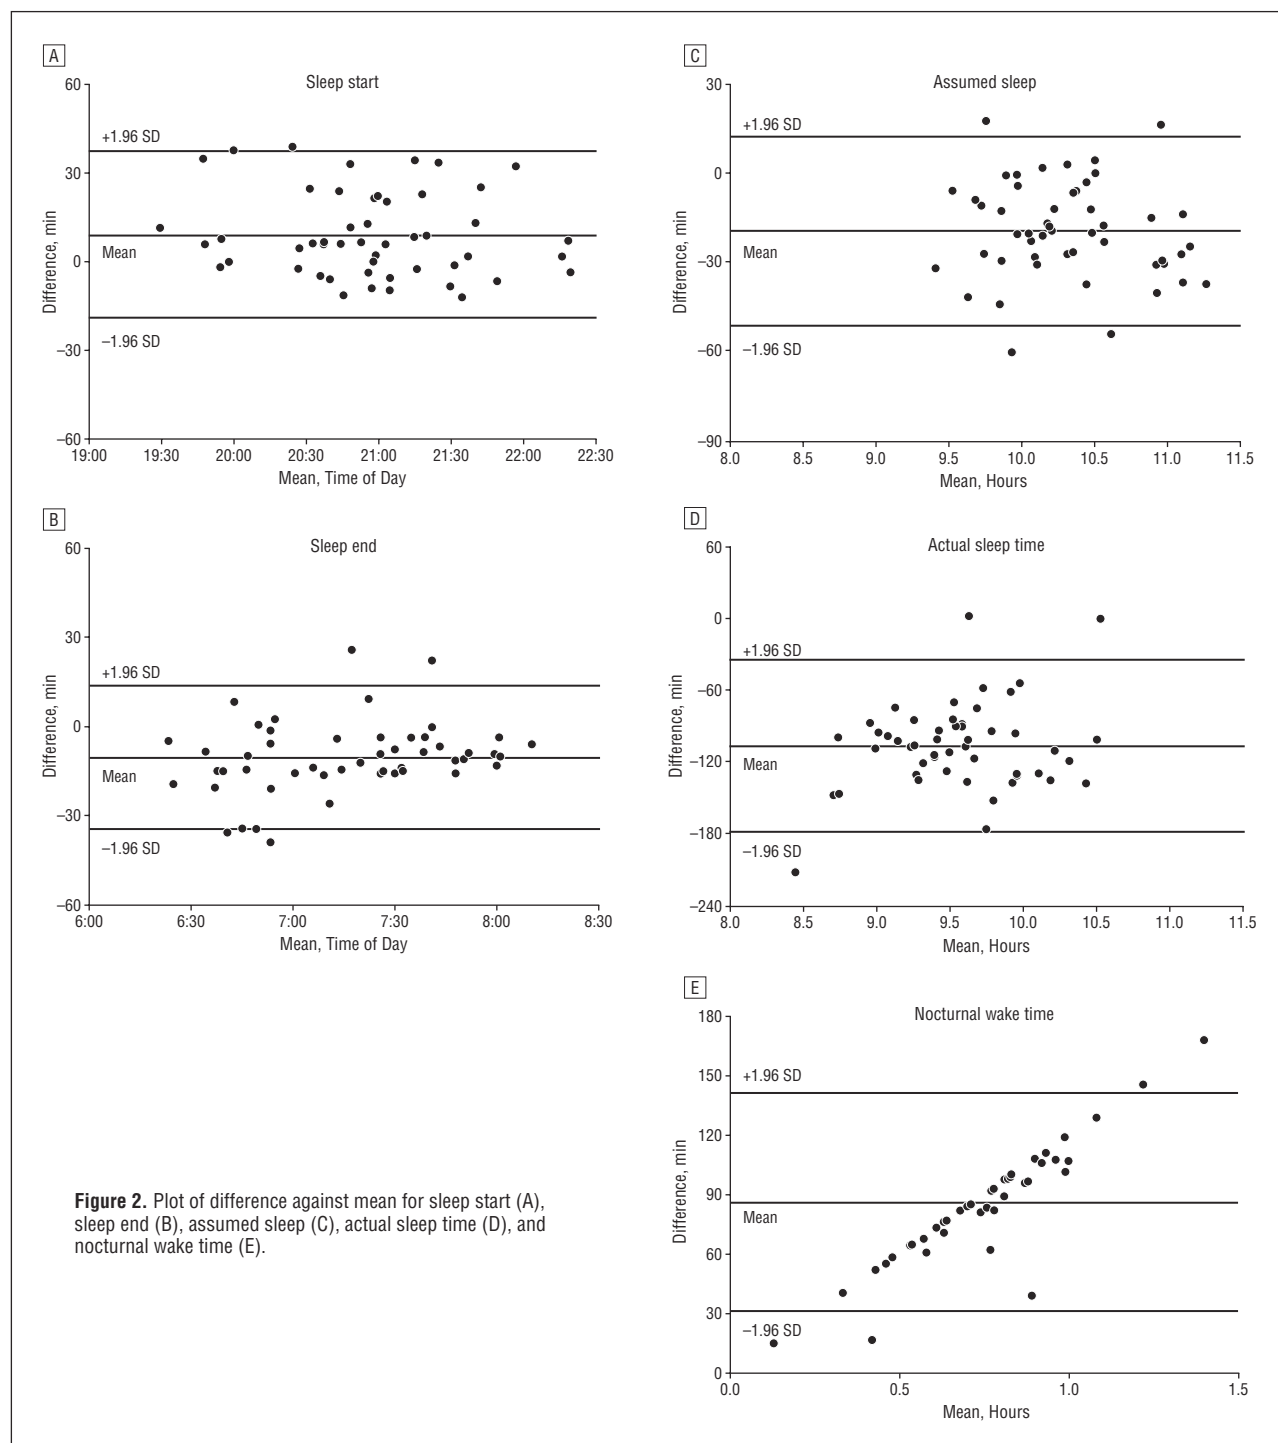 A
Sleep start
60
30
0
–30
–60
Difference, min
+1.96 SD
Mean
–1.96 SD
19:00 19:30 20:00 20:30 21:00 21:30 22:00 22:30
Mean, Time of Day
B
Sleep end
60
30
0
–30
–60
Difference, min
+1.96 SD
Mean
–1.96 SD
6:00 6:30 7:00 7:30 8:00 8:30
Mean, Time of Day
C
Assumed sleep
30
0
–30
–60
–90
Difference, min
+1.96 SD
Mean
–1.96 SD
8.0 8.5 9.0 9.5 10.0 10.5 11.0 11.5
Mean, Hours
D
Actual sleep time
60
0
–60
–120
–180
–240
Difference, min
+1.96 SD
Mean
–1.96 SD
8.0 8.5 9.0 9.5 10.0 10.5 11.0 11.5
Mean, Hours
E
Nocturnal wake time
180
150
120
90
60
30
0
Difference, min
+1.96 SD
Mean
–1.96 SD
0.0 0.5 1.0 1.5
Mean, Hours
Figure 2. Plot of difference against mean for sleep start (A),
sleep end (B), assumed sleep (C), actual sleep time (D), and
nocturnal wake time (E).